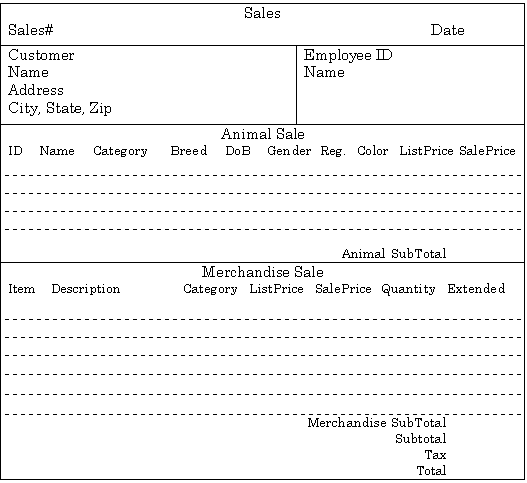 Sales
Sales# Date
Customer Employee ID
Name Name
Address
City, State, Zip
Animal Sale
ID Name Category Breed DoB Gender Reg. Color ListPrice SalePrice
Animal SubTotal
Merchandise Sale
Item Description Category ListPrice SalePrice Quantity Extended
Merchandise SubTotal
Subtotal
Tax
Total